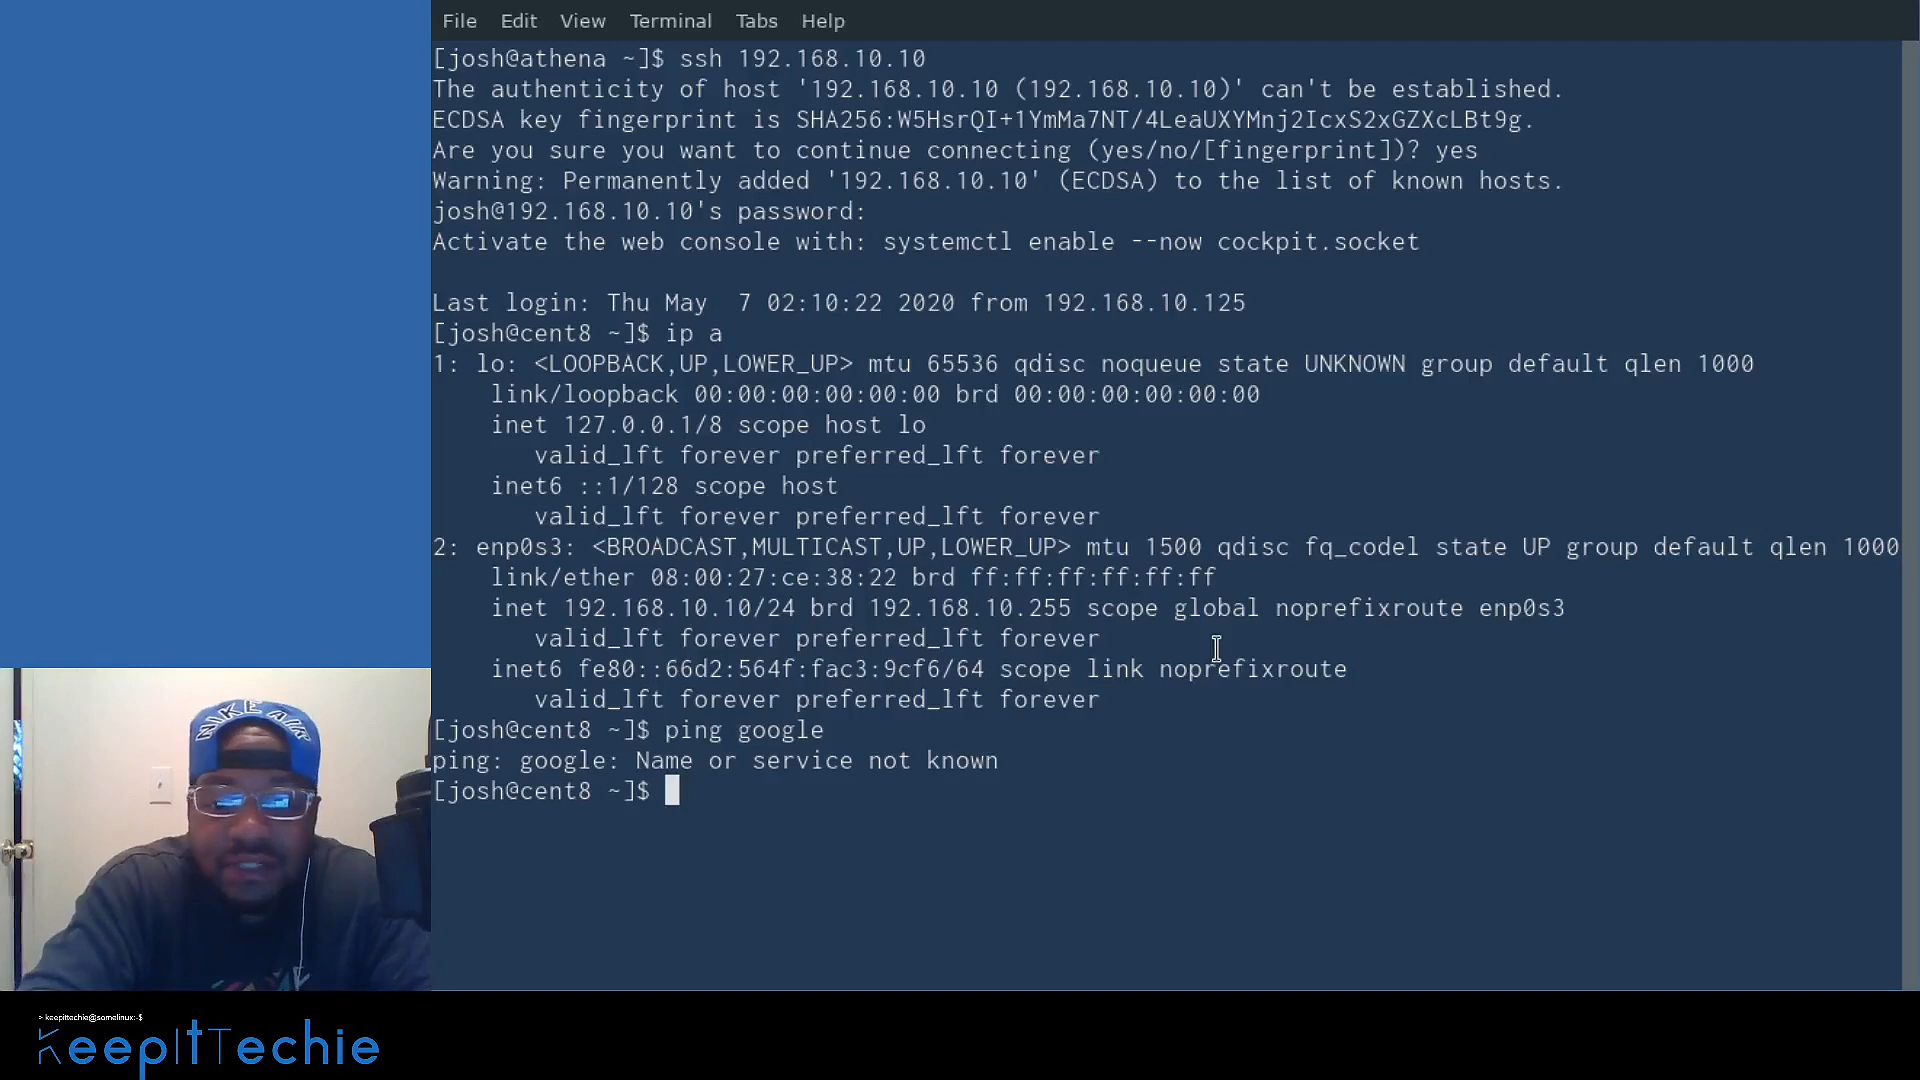 File Edit View Terminal Tabs Help
[josh@athena ~]$ ssh 192.168.10.10
The authenticity of host '192.168.10.10 (192.168.10.10)' can't be established.
ECDSA key fingerprint is SHA256:W5HsrQI+1YmMa7NT/4LeaUXYMnj2IcxS2xGZXcLBt9g.
Are you sure you want to continue connecting (yes/no/[fingerprint])? yes
Warning: Permanently added '192.168.10.10' (ECDSA) to the list of known hosts.
josh@192.168.10.10's password:
Activate the web console with: systemctl enable --now cockpit.socket
Last login: Thu May  7 02:10:22 2020 from 192.168.10.125
[josh@cent8 ~]$ ip a
1: lo: <LOOPBACK,UP,LOWER_UP> mtu 65536 qdisc noqueue state UNKNOWN group default qlen 1000
link/loopback 00:00:00:00:00:00 brd 00:00:00:00:00:00
inet 127.0.0.1/8 scope host lo
valid_lft forever preferred_lft forever
inet6 ::1/128 scope host
valid_lft forever preferred_lft forever
2: enp0s3: <BROADCAST,MULTICAST,UP,LOWER_UP> mtu 1500 qdisc fq_codel state UP group default qlen 1000
link/ether 08:00:27:ce:38:22 brd ff:ff:ff:ff:ff:ff
inet 192.168.10.10/24 brd 192.168.10.255 scope global noprefixroute enp0s3
valid_lft forever preferred_lft forever
inet6 fe80::66d2:564f:fac3:9cf6/64 scope link noprefixroute
valid_lft forever preferred_lft forever
[josh@cent8 ~]$ ping google
ping: google: Name or service not known
[josh@cent8 ~]$
NIKE AIR
> keepittechie@somelinux:~$
KeepItTechie